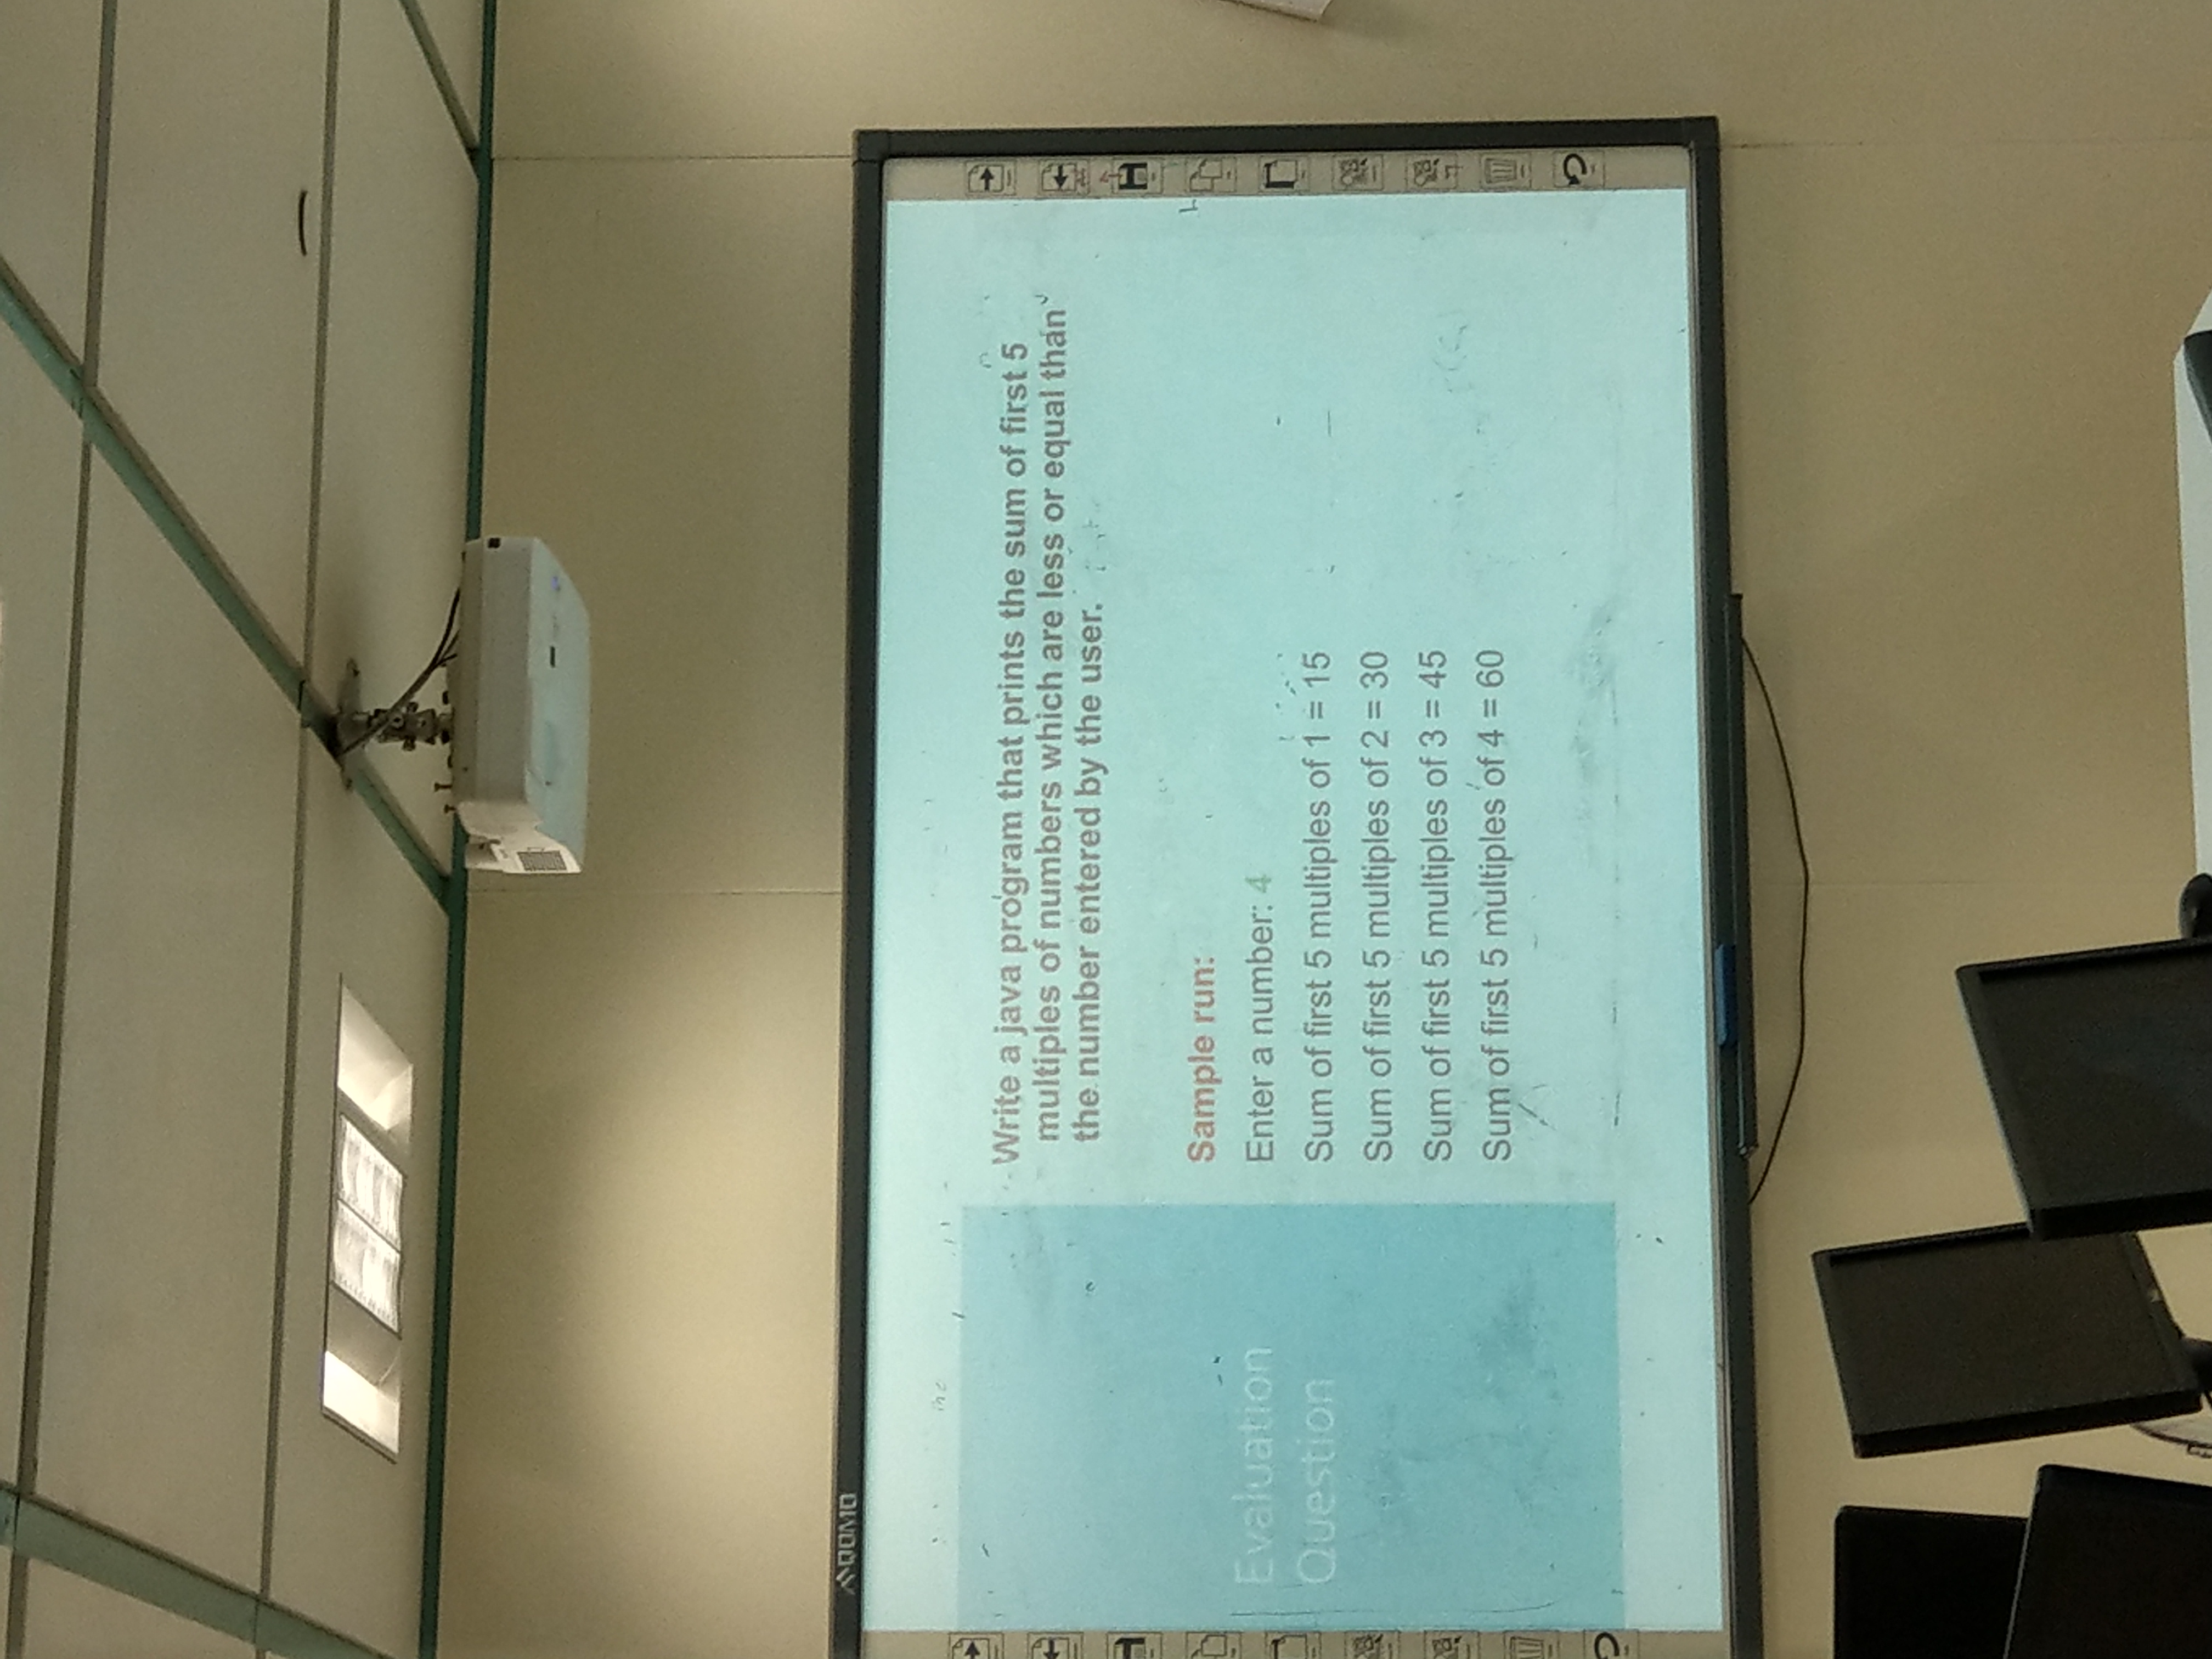 QOMO
Write a java program that prints the sum of first 5
multiples of numbers which are less or equal than
the number entered by the user.
Evaluation
Question
Sample run:
Enter a number: 4
Sum of first 5 multiples of 1 = 15
Sum of first 5 multiples of 2 = 30
Sum of first 5 multiples of 3 = 45
Sum of first 5 multiples of 4 = 60